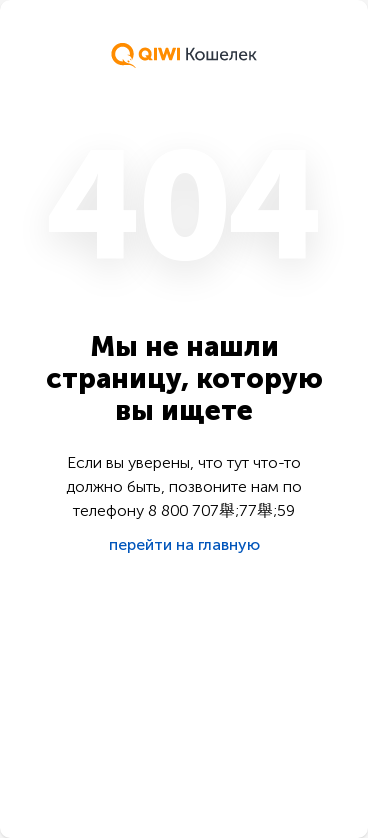 QIWI Кошелек
404
Мы не нашли
страницу, которую
вы ищете
Если вы уверены, что тут что-то
должно быть, позвоните нам по
телефону 8 800 707舉;77舉;59
перейти на главную